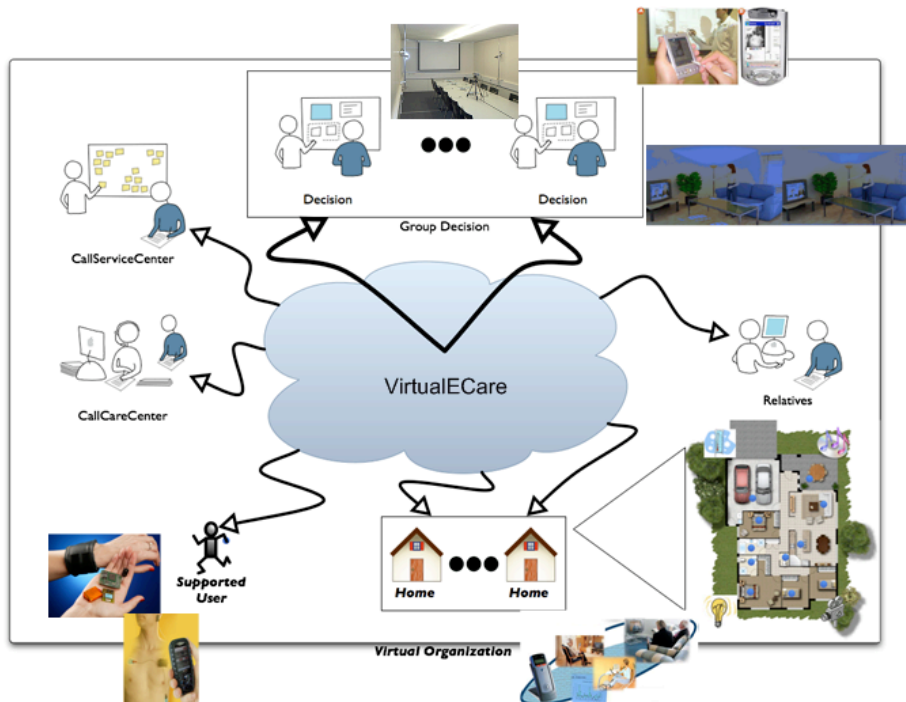 Decision
Decision
Group Decision
CallServiceCenter
VirtualECare
CallCareCenter
Relatives
Supported
User
Home
Home
Virtual Organization